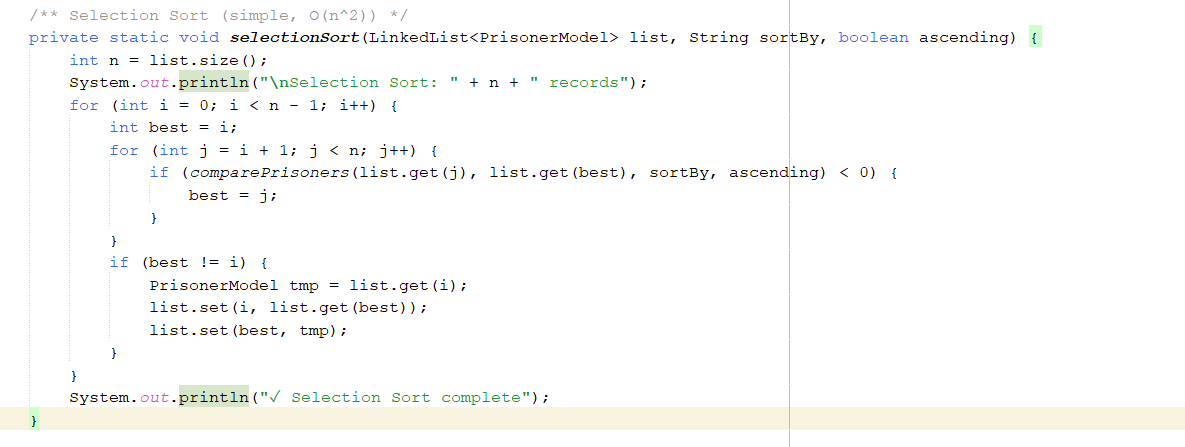 /** Selection Sort (simple, O(n^2)) */
private static void selectionSort(LinkedList<PrisonerModel> list, String sortBy, boolean ascending) {
    int n = list.size();
    System.out.println("\nSelection Sort: " + n + " records");
    for (int i = 0; i < n - 1; i++) {
        int best = i;
        for (int j = i + 1; j < n; j++) {
            if (comparePrisoners(list.get(j), list.get(best), sortBy, ascending) < 0) {
                best = j;
            }
        }
        if (best != i) {
            PrisonerModel tmp = list.get(i);
            list.set(i, list.get(best));
            list.set(best, tmp);
        }
    }
    System.out.println("✓ Selection Sort complete");
}